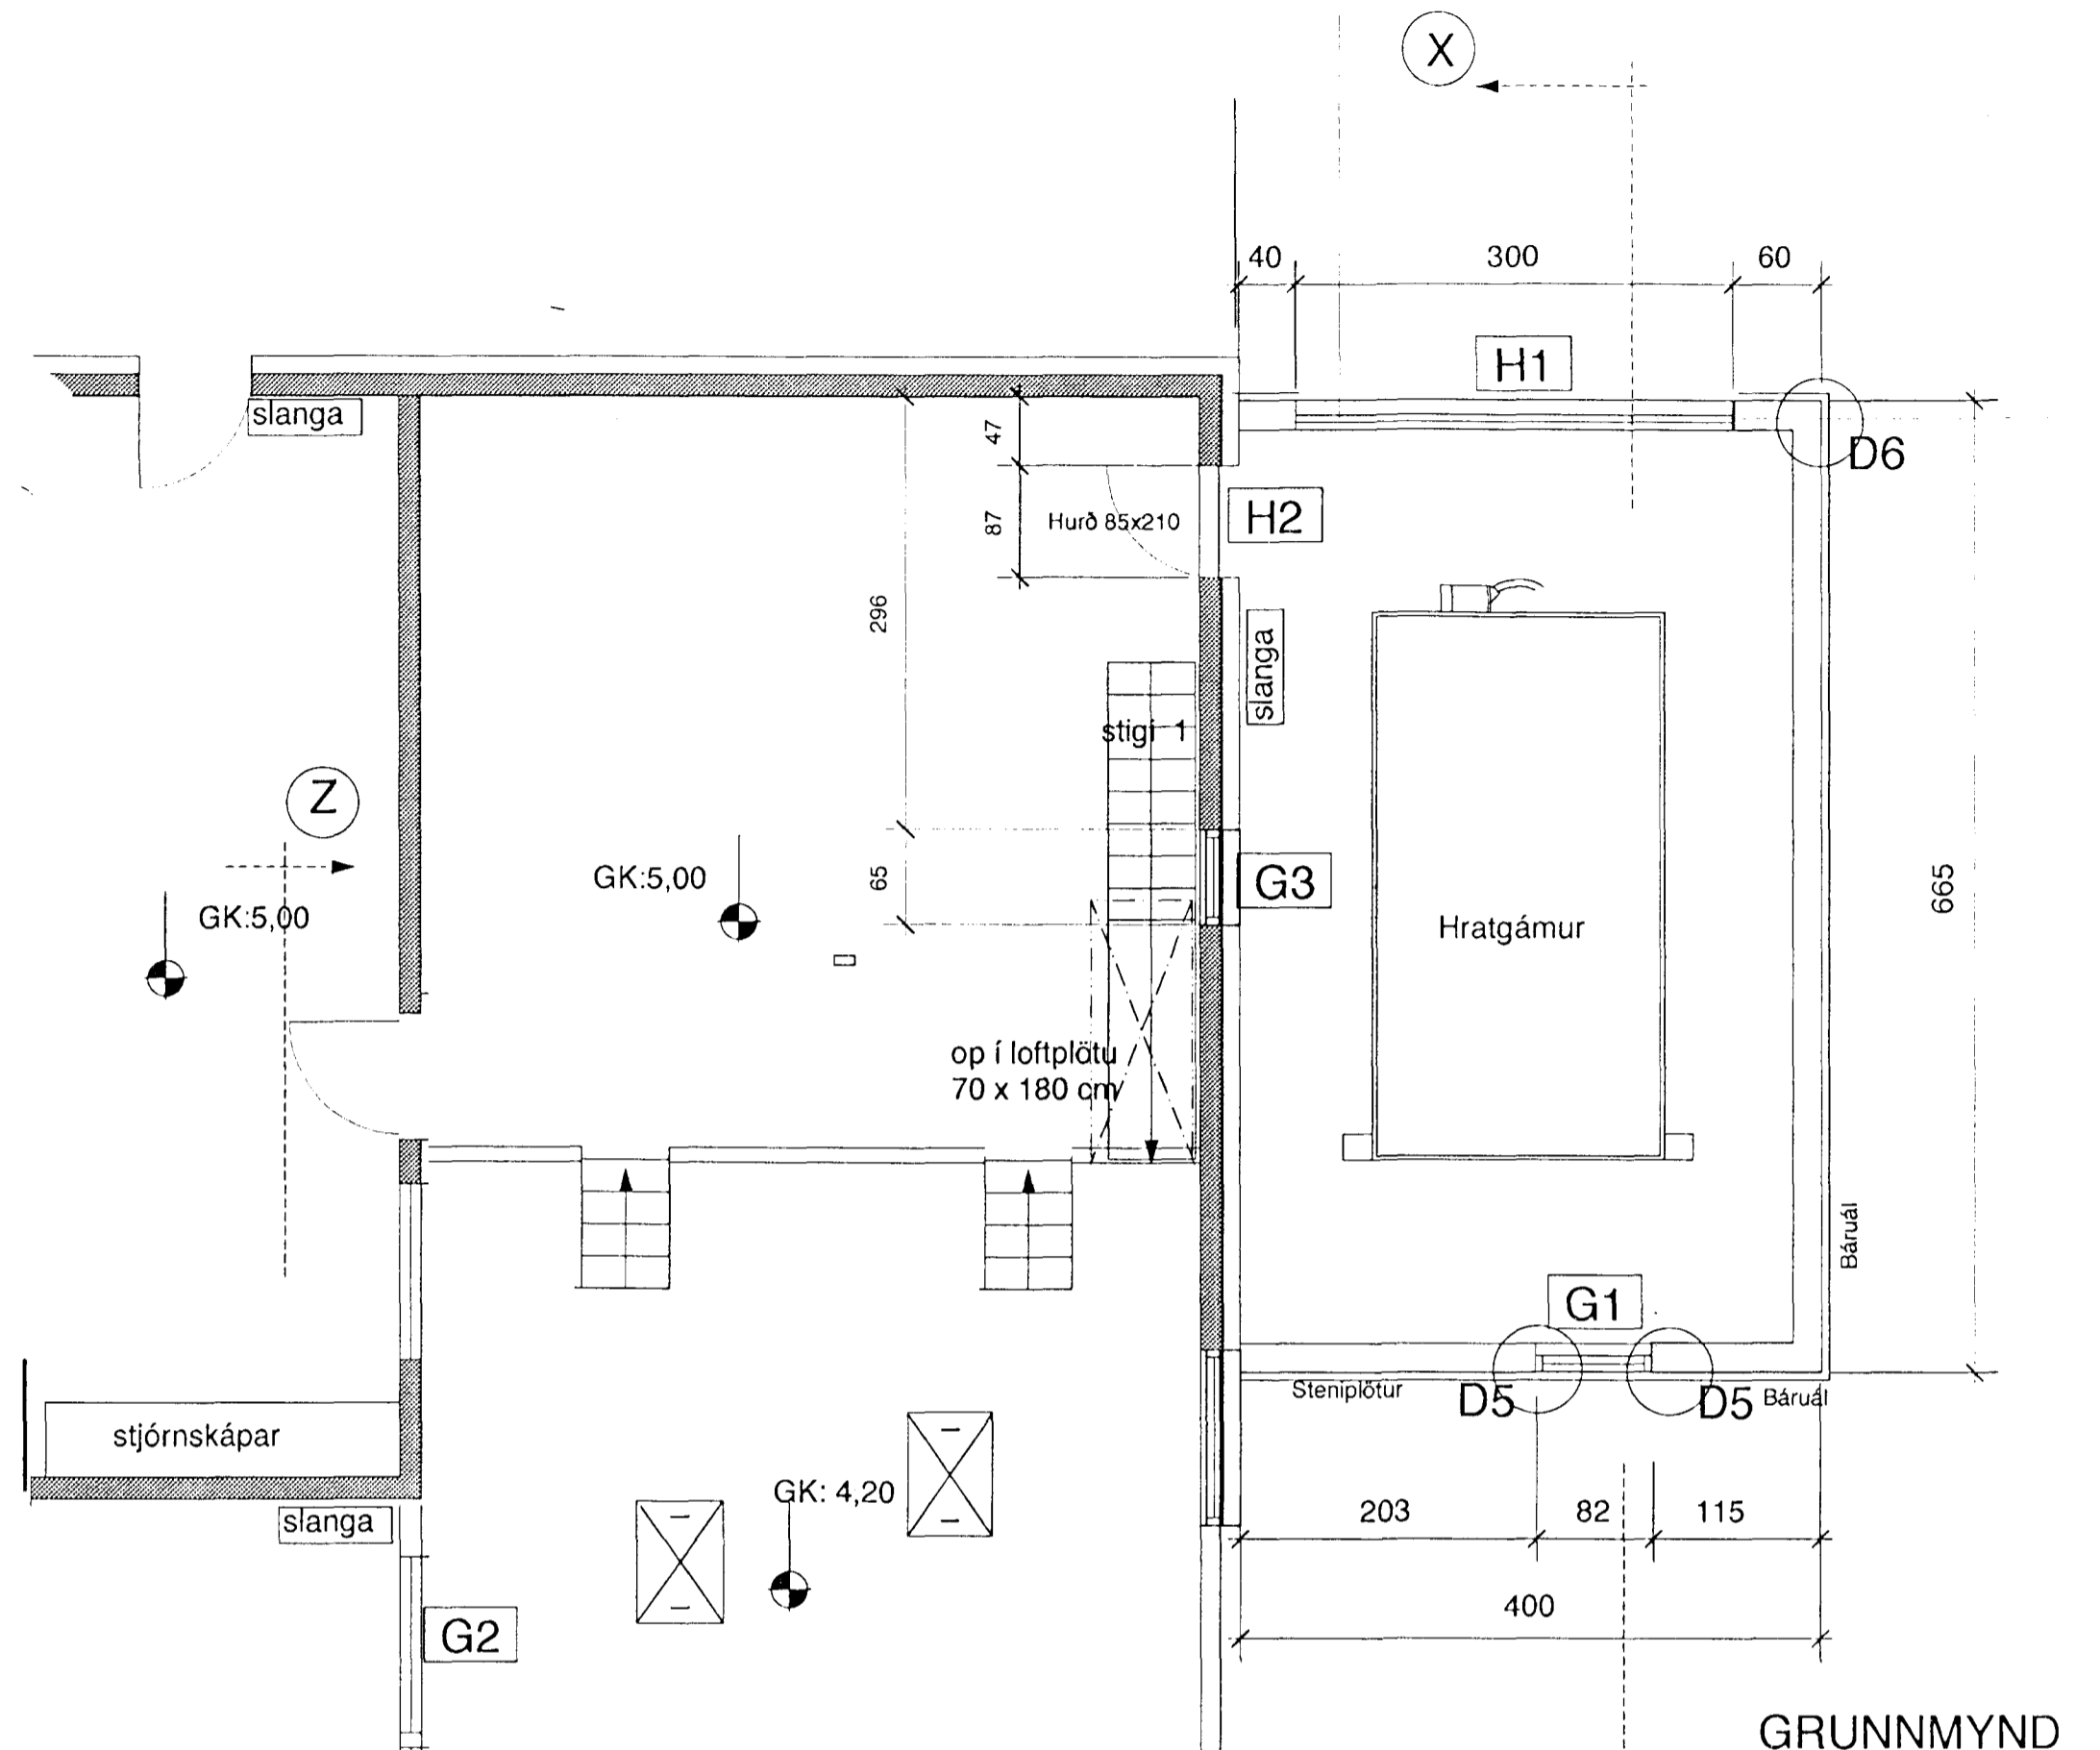 X
40 300 60
H1
slanga
D6
47
H2
Hurð 85x210
87
296
slanga
stigi 1
Z
GK:5,00
65
G3
665
GK:5,00
Hratgámur
op í loftplötu
70 x 180 cm
Báruál
G1
Steniplötur
D5
D5
Báruál
stjórnskápar
GK: 4,20
203 82 115
slanga
400
G2
GRUNNMYND